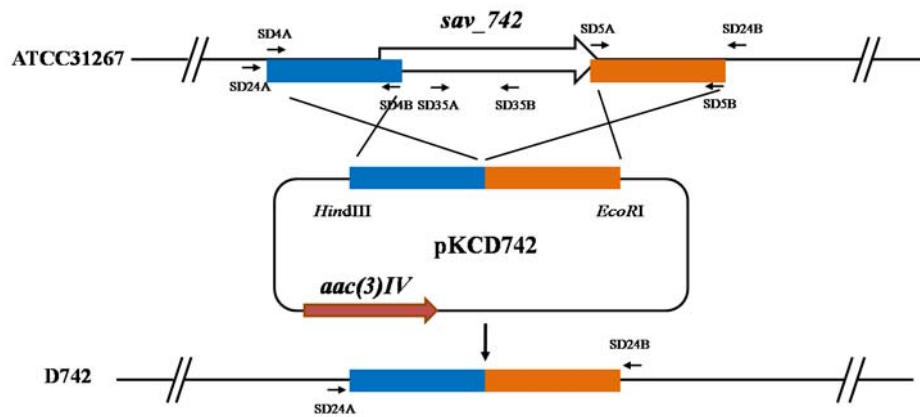 sav_742
SD4A
SD5A
SD24B
ATCC31267
SD24A
SD4B
SD35A
SD35B
SD5B
HindIII
EcoRI
pKCD742
aac(3)IV
SD24B
D742
SD24A